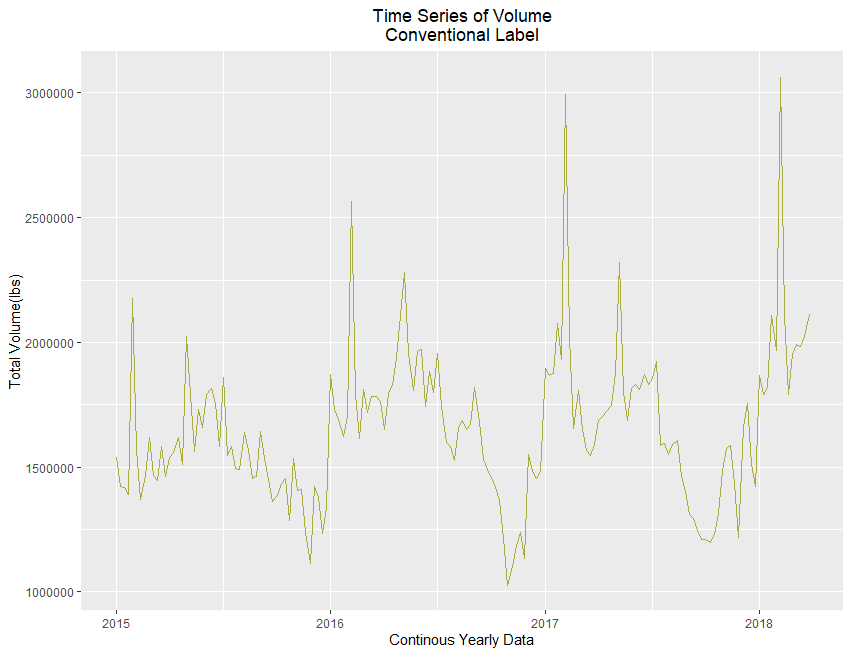 Time Series of Volume
Conventional Label
Total Volume(lbs)
3000000
2500000
2000000
1500000
1000000
2015 2016 2017 2018
Continous Yearly Data